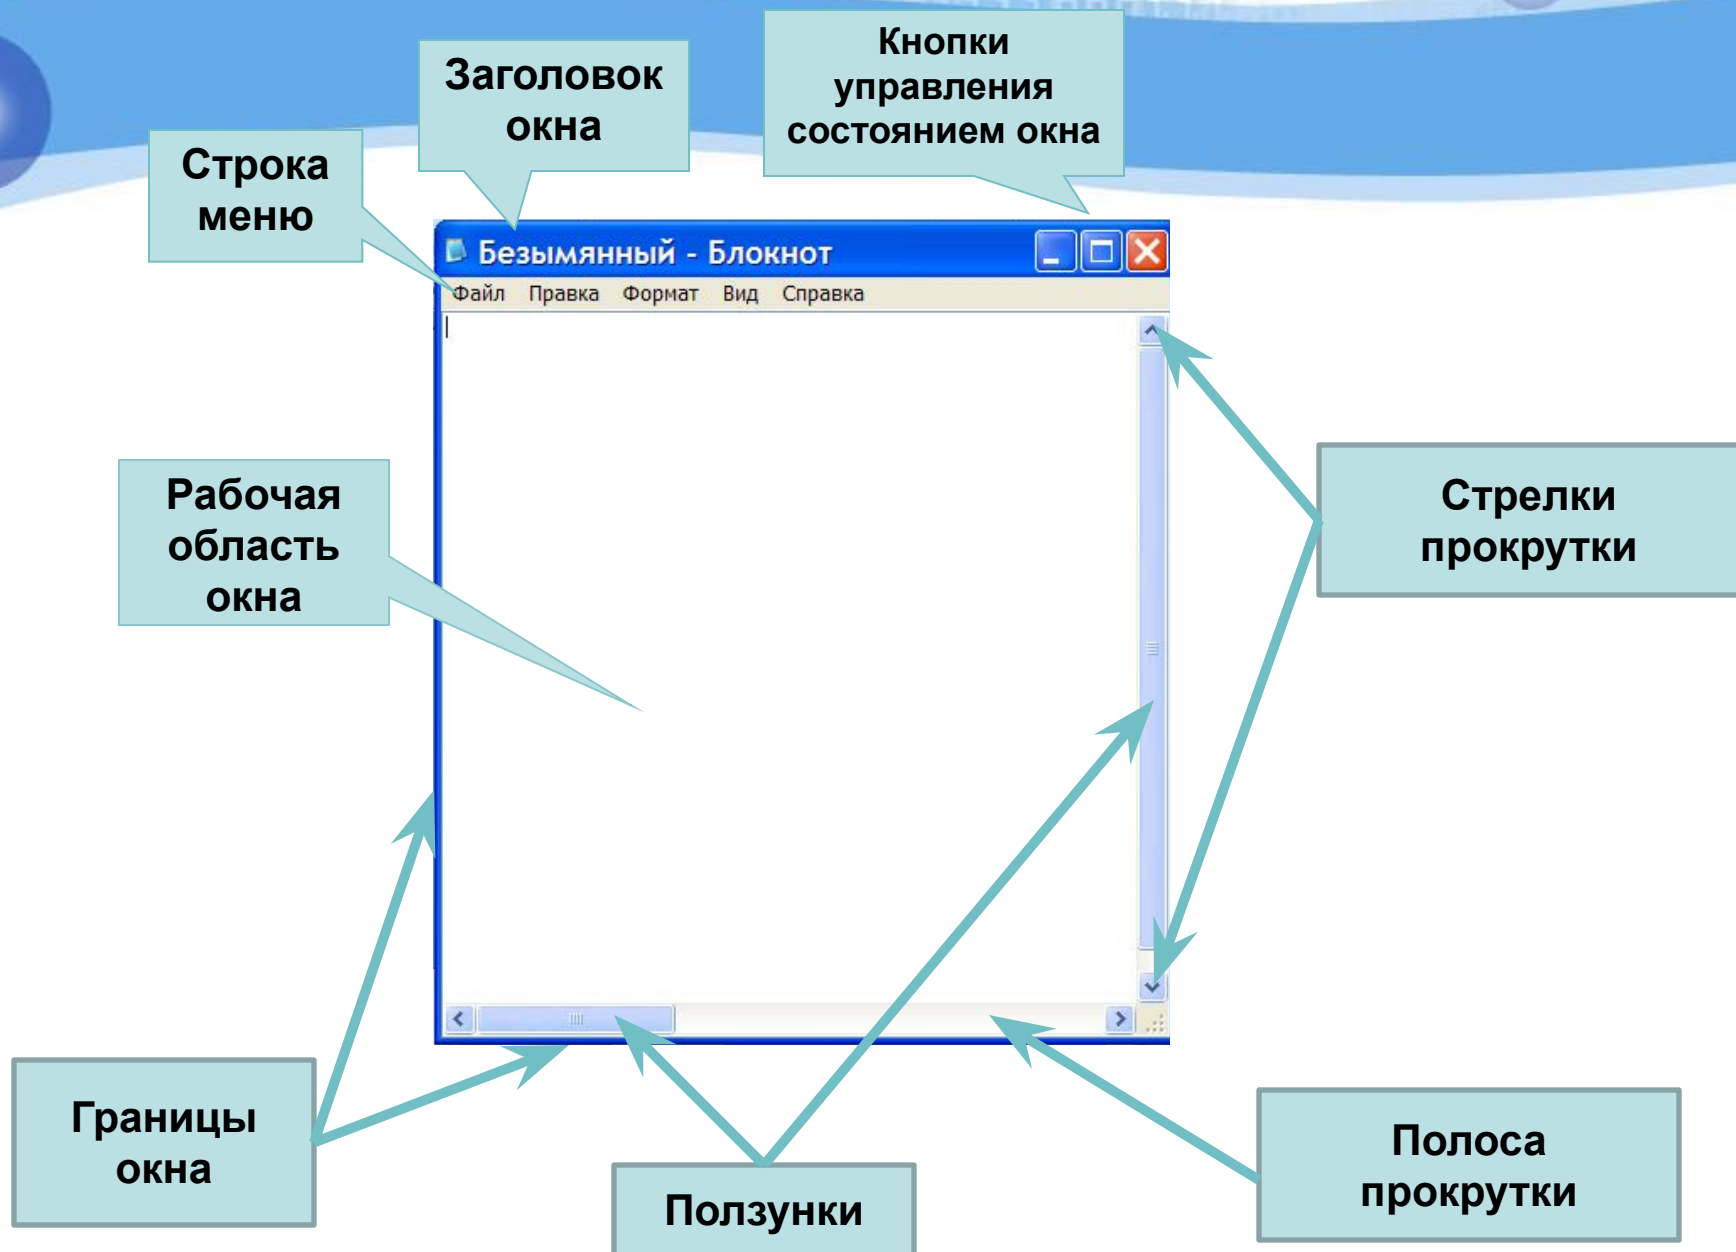 Кнопки
управления
состоянием окна
Заголовок
окна
Строка
меню
Безымянный - Блокнот
Файл Правка Формат Вид Справка
Рабочая
область
окна
Стрелки
прокрутки
Границы
окна
Ползунки
Полоса
прокрутки